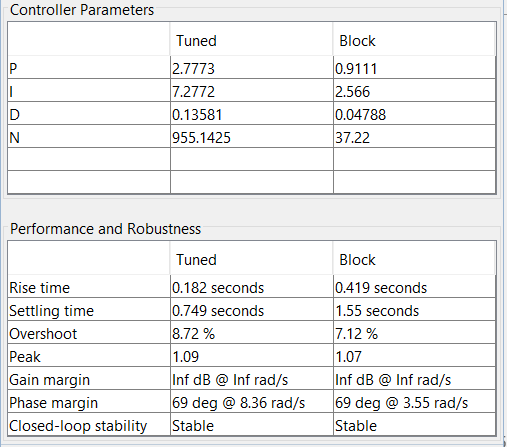 Controller Parameters
Tuned Block
P 2.7773 0.9111
I 7.2772 2.566
D 0.13581 0.04788
N 955.1425 37.22
Performance and Robustness
Tuned Block
Rise time 0.182 seconds 0.419 seconds
Settling time 0.749 seconds 1.55 seconds
Overshoot 8.72 % 7.12 %
Peak 1.09 1.07
Gain margin Inf dB @ Inf rad/s Inf dB @ Inf rad/s
Phase margin 69 deg @ 8.36 rad/s 69 deg @ 3.55 rad/s
Closed-loop stability Stable Stable